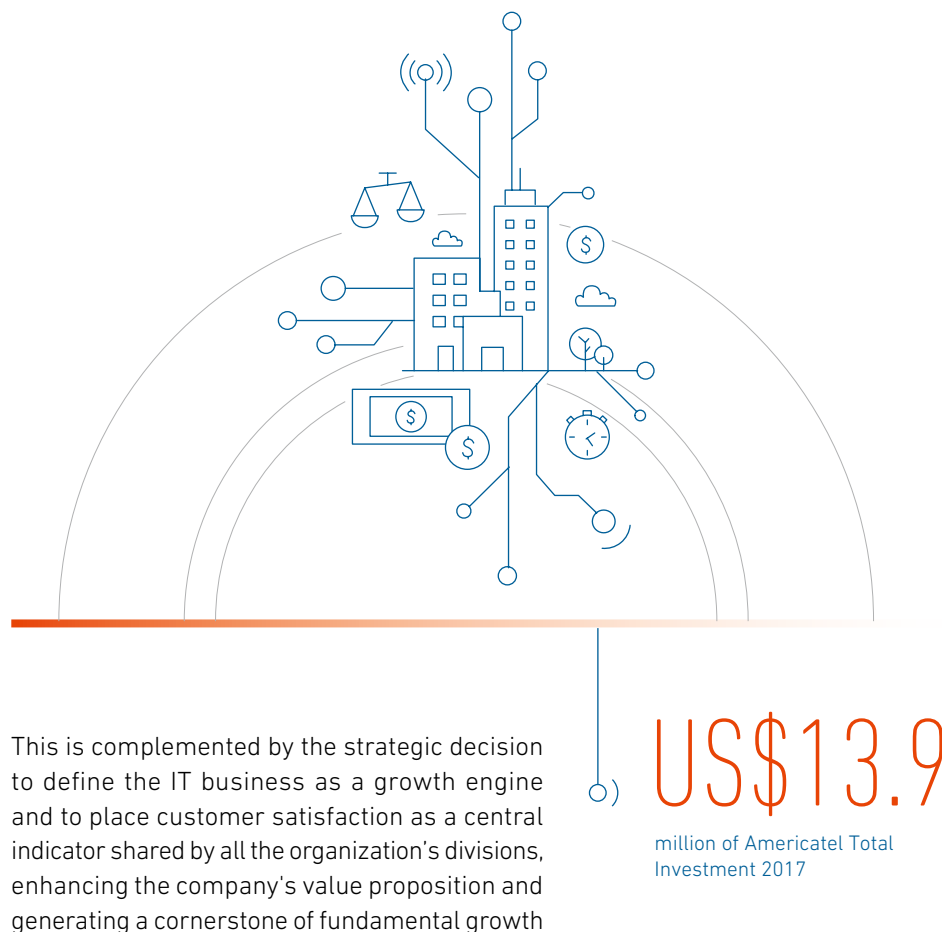 This is complemented by the strategic decision
to define the IT business as a growth engine
and to place customer satisfaction as a central
indicator shared by all the organization’s divisions,
enhancing the company's value proposition and
generating a cornerstone of fundamental growth
US$13.9
million of Americatel Total
Investment 2017
$
$
$